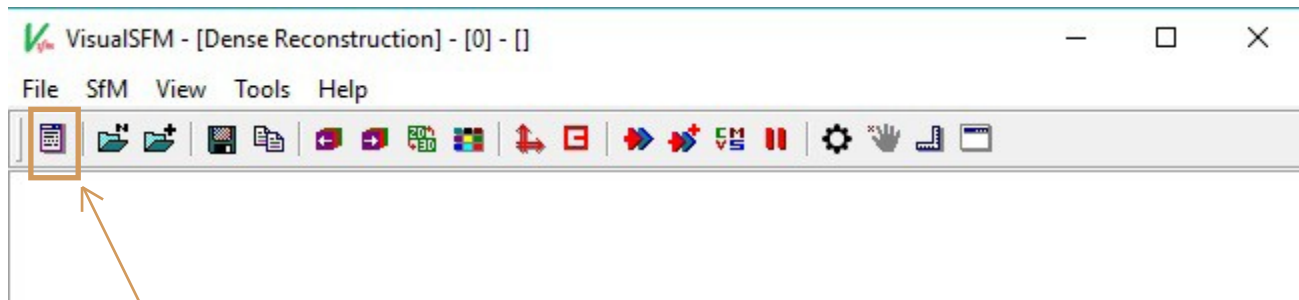 VisualSFM - [Dense Reconstruction] - [0] - []
File SfM View Tools Help